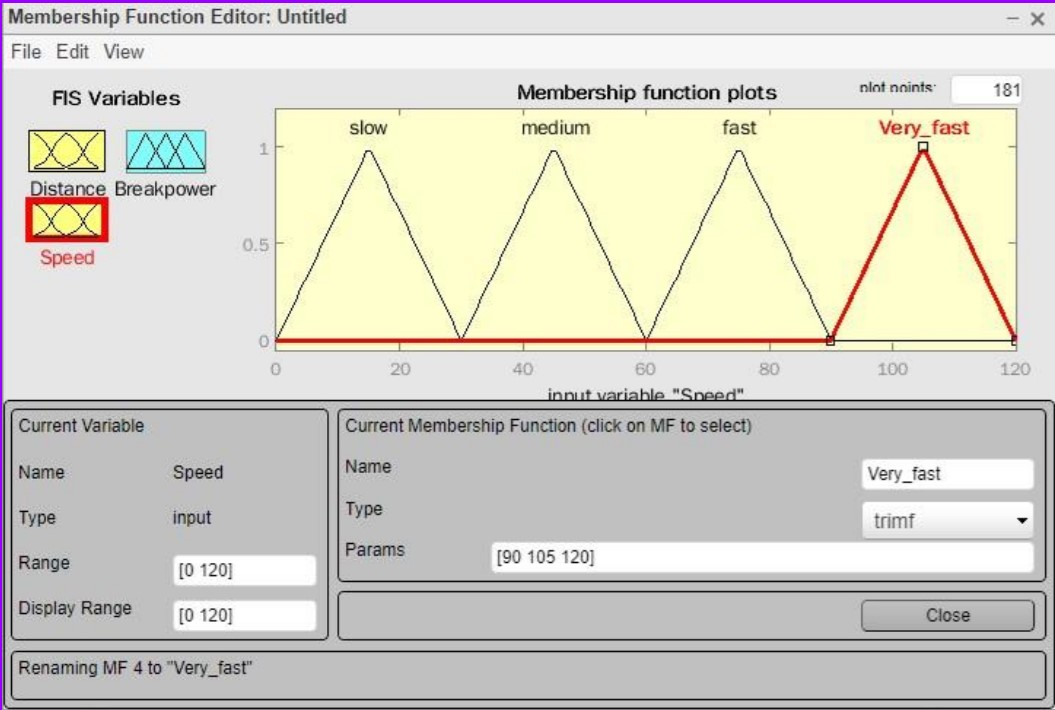 Membership Function Editor: Untitled
File Edit View
FIS Variables
Distance Breakpower
Speed
Membership function plots
plot points:
181
slow medium fast Very_fast
1
0.5
0
0 20 40 60 80 100 120
input variable "Speed"
Current Variable
Name Speed
Type input
Range [0 120]
Display Range [0 120]
Current Membership Function (click on MF to select)
Name Very_fast
Type trimf
Params [90 105 120]
Close
Renaming MF 4 to "Very_fast"